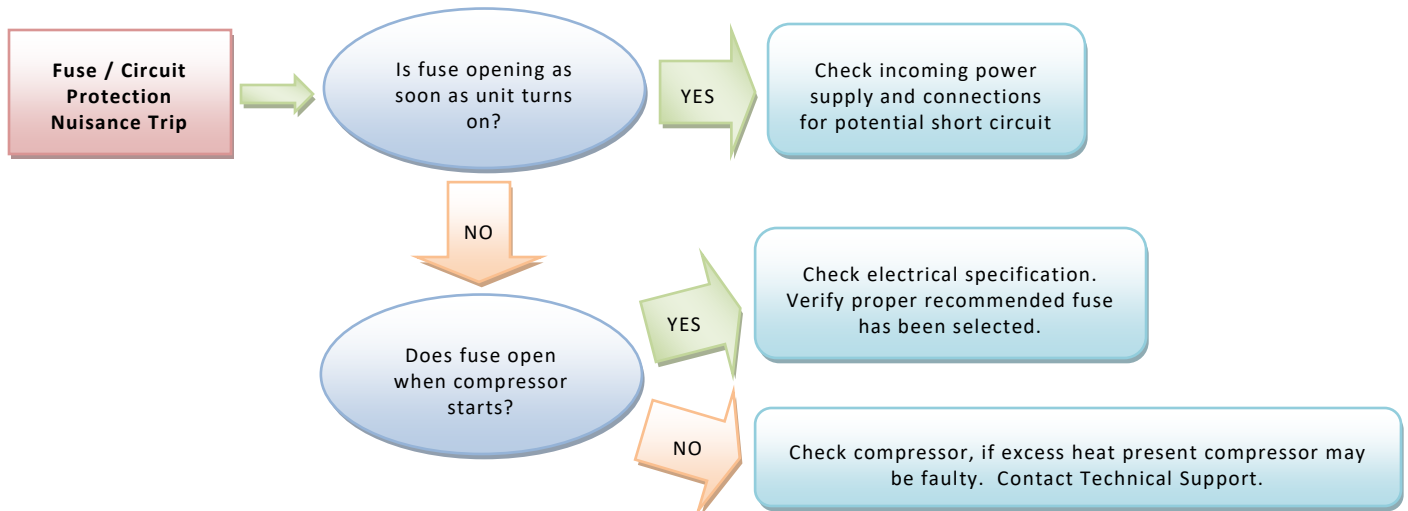 Fuse / Circuit
Protection
Nuisance Trip
Is fuse opening as
soon as unit turns
on?
YES
Check incoming power
supply and connections
for potential short circuit
NO
Does fuse open
when compressor
starts?
YES
Check electrical specification.
Verify proper recommended fuse
has been selected.
NO
Check compressor, if excess heat present compressor may
be faulty.  Contact Technical Support.